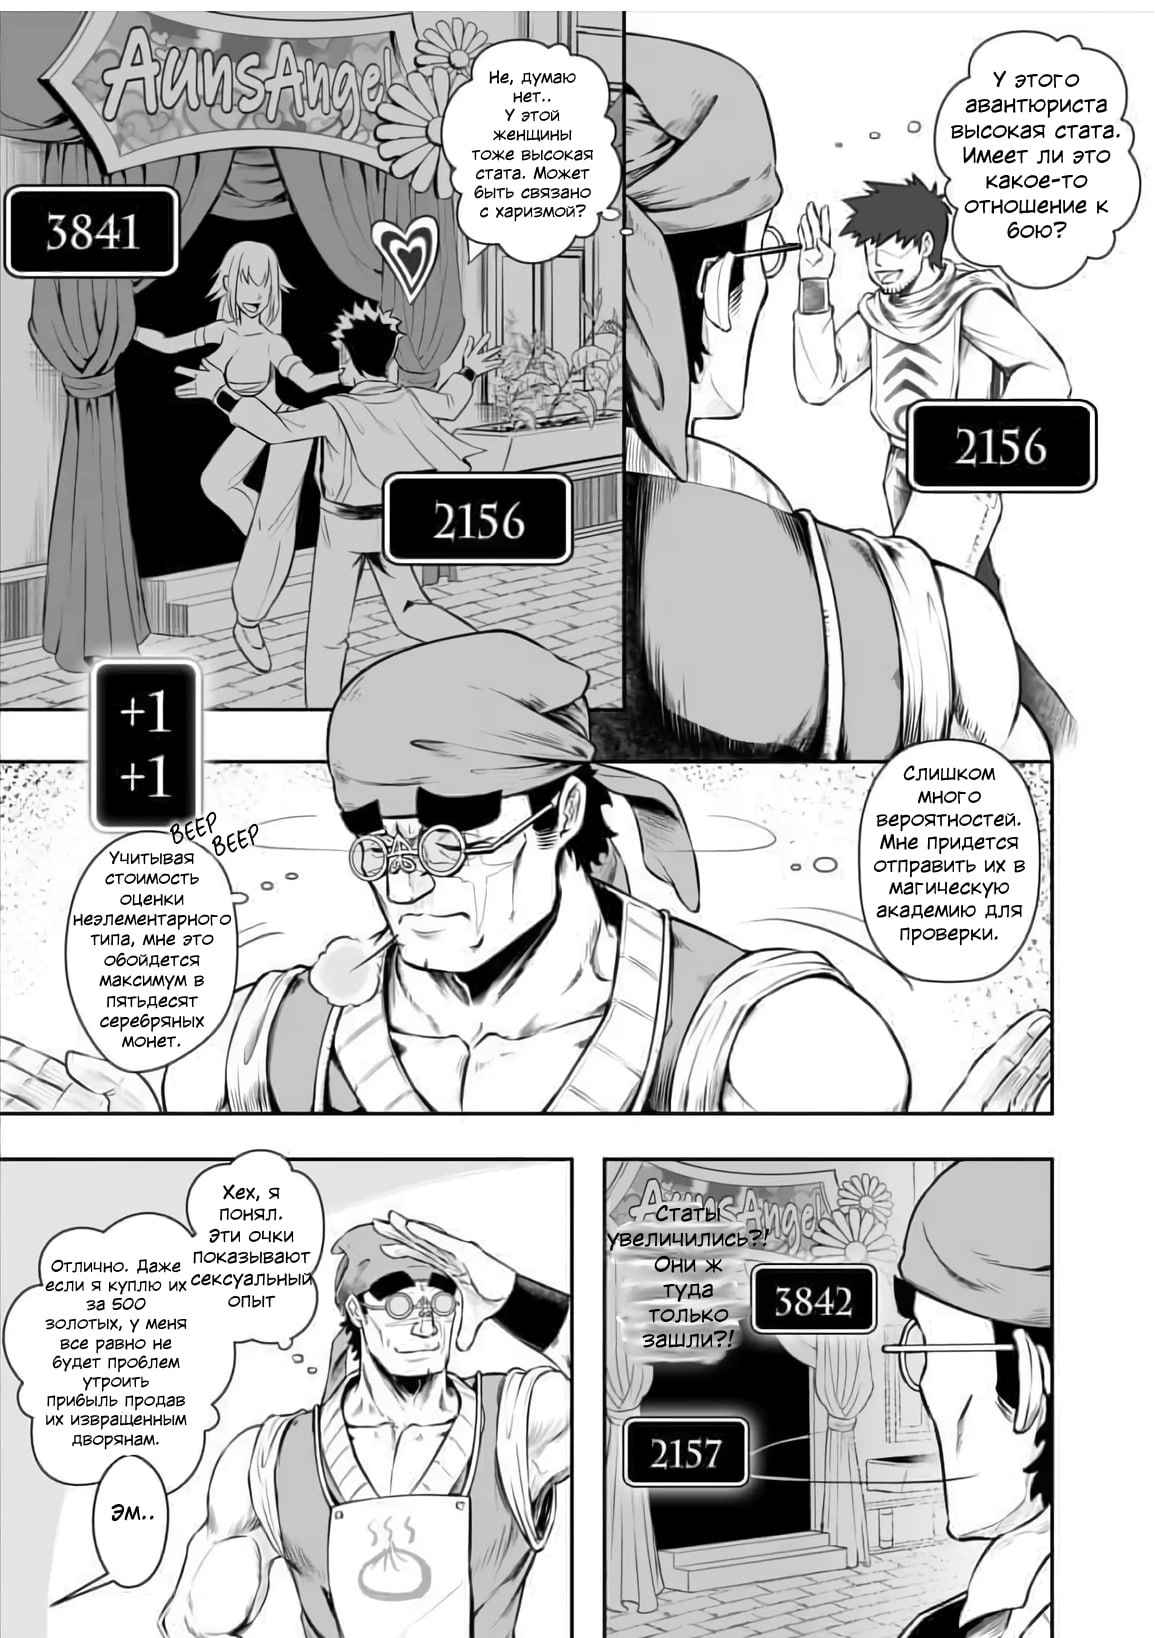 У этого
авантюриста
высокая стата.
Имеет ли это
какое-то
отношение к
бою?
2156
AunsAngel
Не, думаю
нет..
У этой
женщины
тоже высокая
стата. Может
быть связано
с харизмой?
3841
2156
+1
+1
BEEP
BEEP
Слишком
много
вероятностей.
Мне придется
отправить их в
магическую
академию для
проверки.
Учитывая
стоимость
оценки
неэлементарного
типа, мне это
обойдется
максимум в
пятьдесят
серебряных
монет.
AunsAngel
Статы
увеличились?!
Они ж
туда
только
зашли?!
3842
2157
Хех, я
понял.
Эти очки
показывают
сексуальный
опыт
Отлично. Даже
если я куплю их
за 500
золотых, у меня
все равно не
будет проблем
утроить
прибыль продав
их извращенным
дворянам.
Эм..